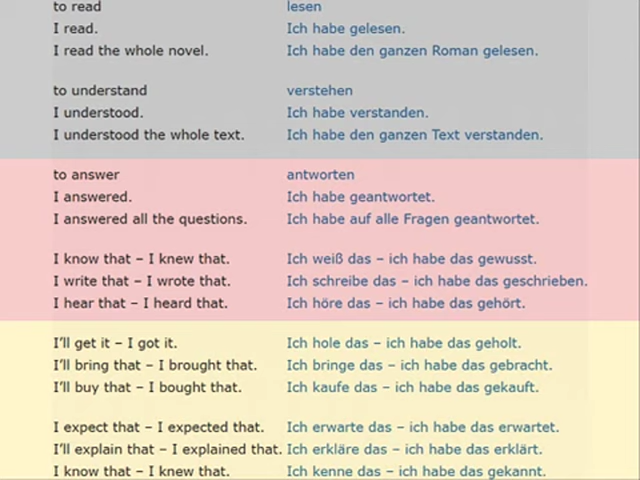 to read lesen
I read. Ich habe gelesen.
I read the whole novel. Ich habe den ganzen Roman gelesen.
to understand verstehen
I understood. Ich habe verstanden.
I understood the whole text. Ich habe den ganzen Text verstanden.
to answer antworten
I answered. Ich habe geantwortet.
I answered all the questions. Ich habe auf alle Fragen geantwortet.
I know that – I knew that. Ich weiß das – ich habe das gewusst.
I write that – I wrote that. Ich schreibe das – ich habe das geschrieben.
I hear that – I heard that. Ich höre das – ich habe das gehört.
I’ll get it – I got it. Ich hole das – ich habe das geholt.
I’ll bring that – I brought that. Ich bringe das – ich habe das gebracht.
I’ll buy that – I bought that. Ich kaufe das – ich habe das gekauft.
I expect that – I expected that. Ich erwarte das – ich habe das erwartet.
I’ll explain that – I explained that. Ich erkläre das – ich habe das erklärt.
I know that – I knew that. Ich kenne das – ich habe das gekannt.